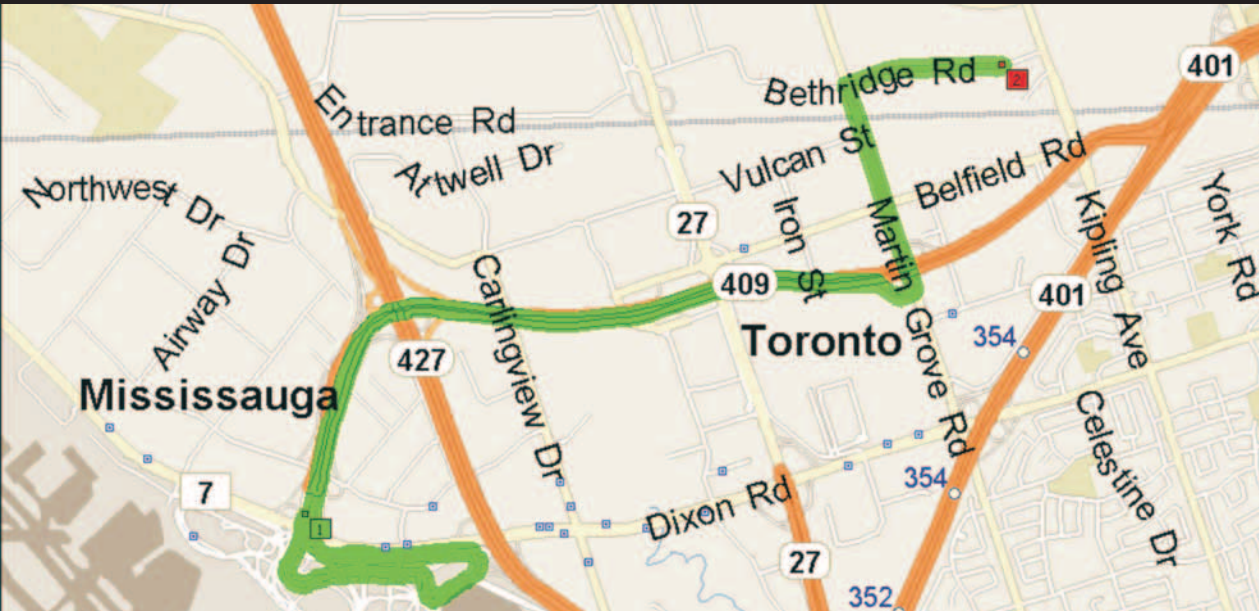 401
Bethridge Rd
2
Entrance Rd
Artwell Dr
Vulcan St
Belfield Rd
Northwest Dr
Airway Dr
27
Iron St
Martin Grove Rd
Kipling Ave
York Rd
Carlingview Dr
409
401
427
Toronto
354
Mississauga
Celestine Dr
354
7
Dixon Rd
1
27
352